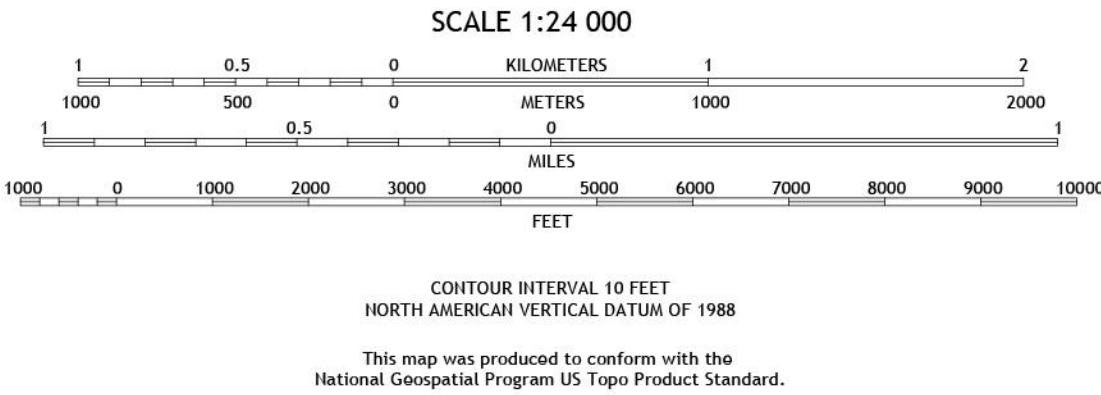 SCALE 1:24 000
1 0.5 0 KILOMETERS 1 2
1000 500 0 METERS 1000 2000
1 0.5 0 1
MILES
1000 0 1000 2000 3000 4000 5000 6000 7000 8000 9000 10000
FEET
CONTOUR INTERVAL 10 FEET
NORTH AMERICAN VERTICAL DATUM OF 1988
This map was produced to conform with the
National Geospatial Program US Topo Product Standard.